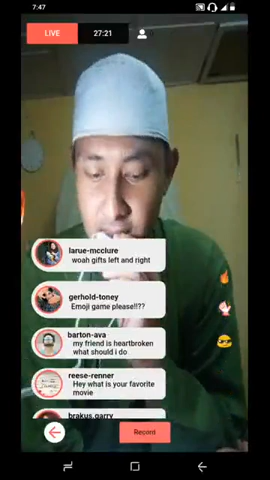 7:47
LIVE
27:21
larue-mcclure
woah gifts left and right
gerhold-toney
Emoji game please!!??
barton-ava
my friend is heartbroken
what should i do
reese-renner
Hey what is your favorite
movie
brakus.garry
Record